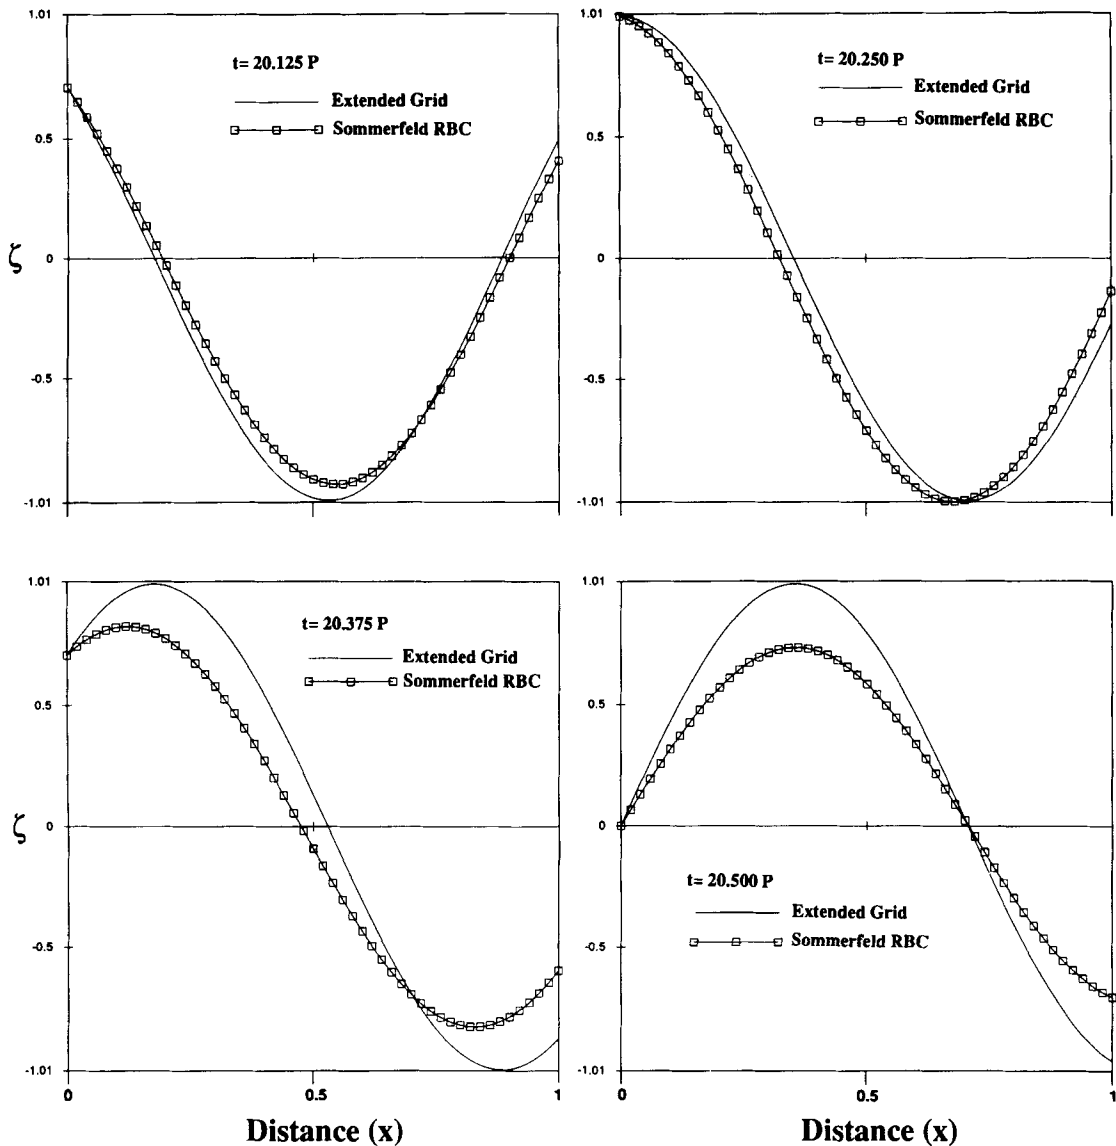 1.01
t= 20.125 P
Extended Grid
Sommerfeld RBC
0.5
ζ
0
-0.5
-1.01
1.01
t= 20.250 P
Extended Grid
Sommerfeld RBC
0.5
0
-0.5
-1.01
1.01
t= 20.375 P
Extended Grid
Sommerfeld RBC
0.5
ζ
0
-0.5
-1.01
0
0.5
1
Distance (x)
1.01
0.5
0
t= 20.500 P
Extended Grid
Sommerfeld RBC
-0.5
-1.01
0
0.5
1
Distance (x)